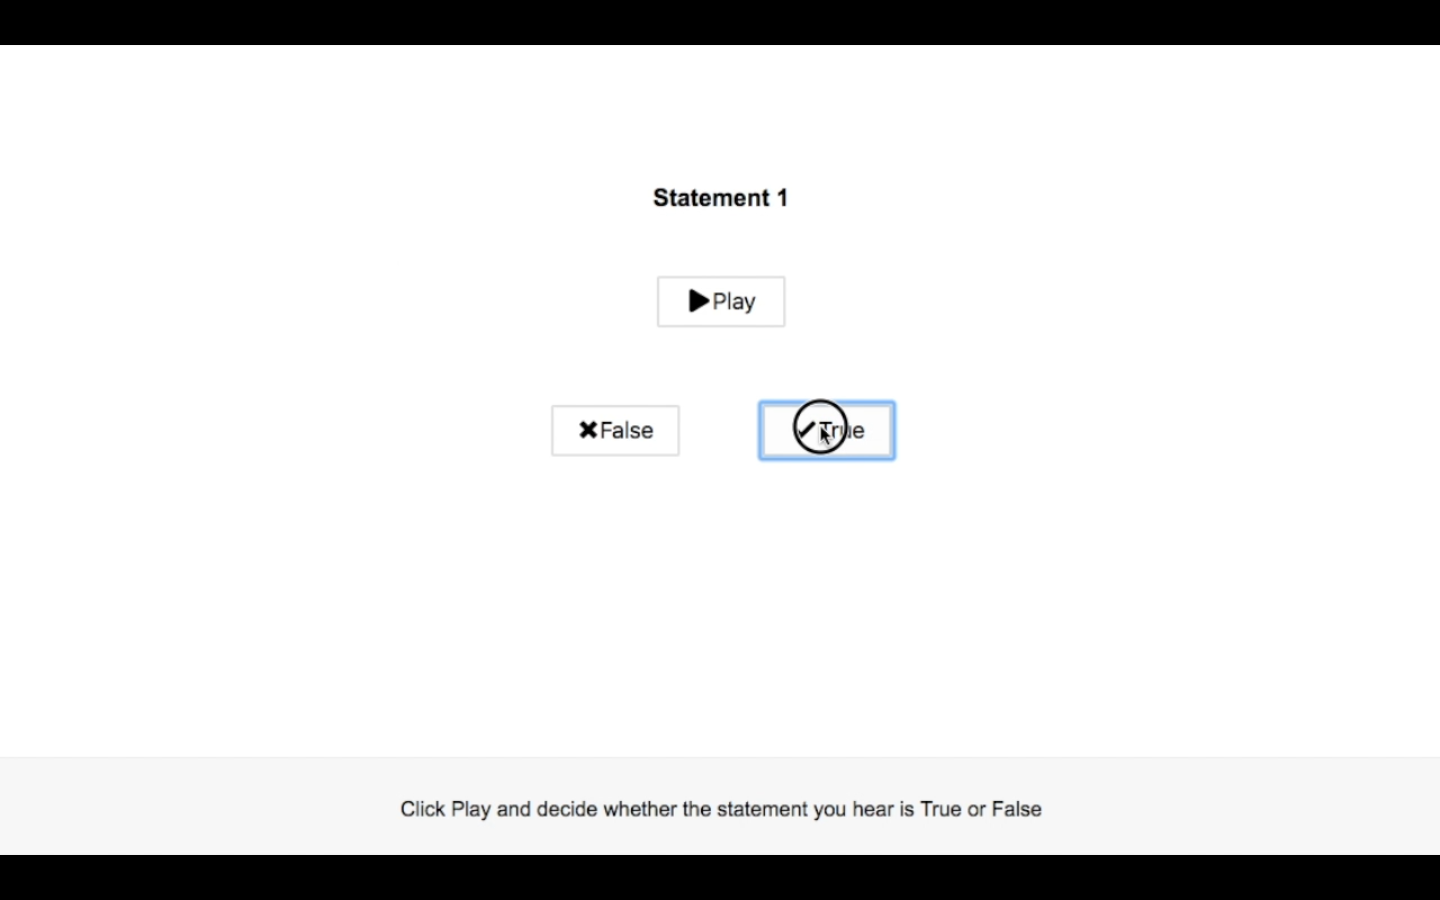 Statement 1
Play
False
True
Click Play and decide whether the statement you hear is True or False